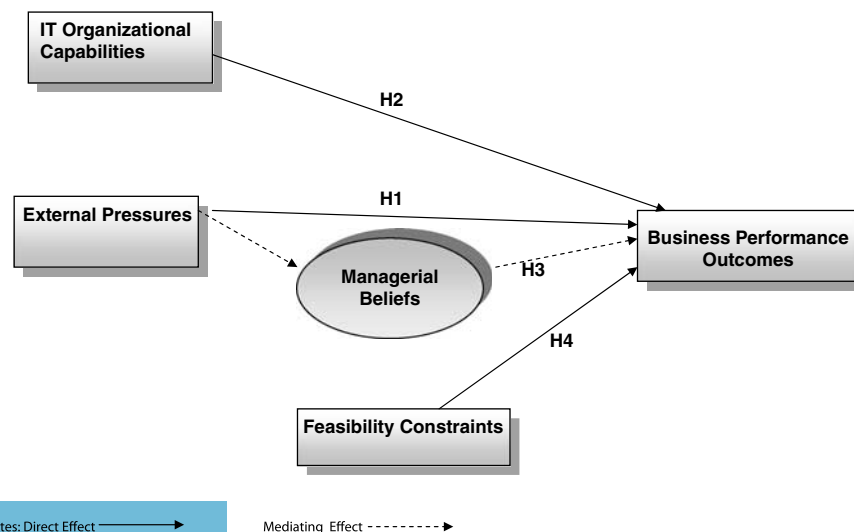 IT Organizational
Capabilities
H2
External Pressures
H1
Business Performance
Outcomes
Managerial
Beliefs
H3
H4
Feasibility Constraints
tes: Direct Effect
Mediating Effect